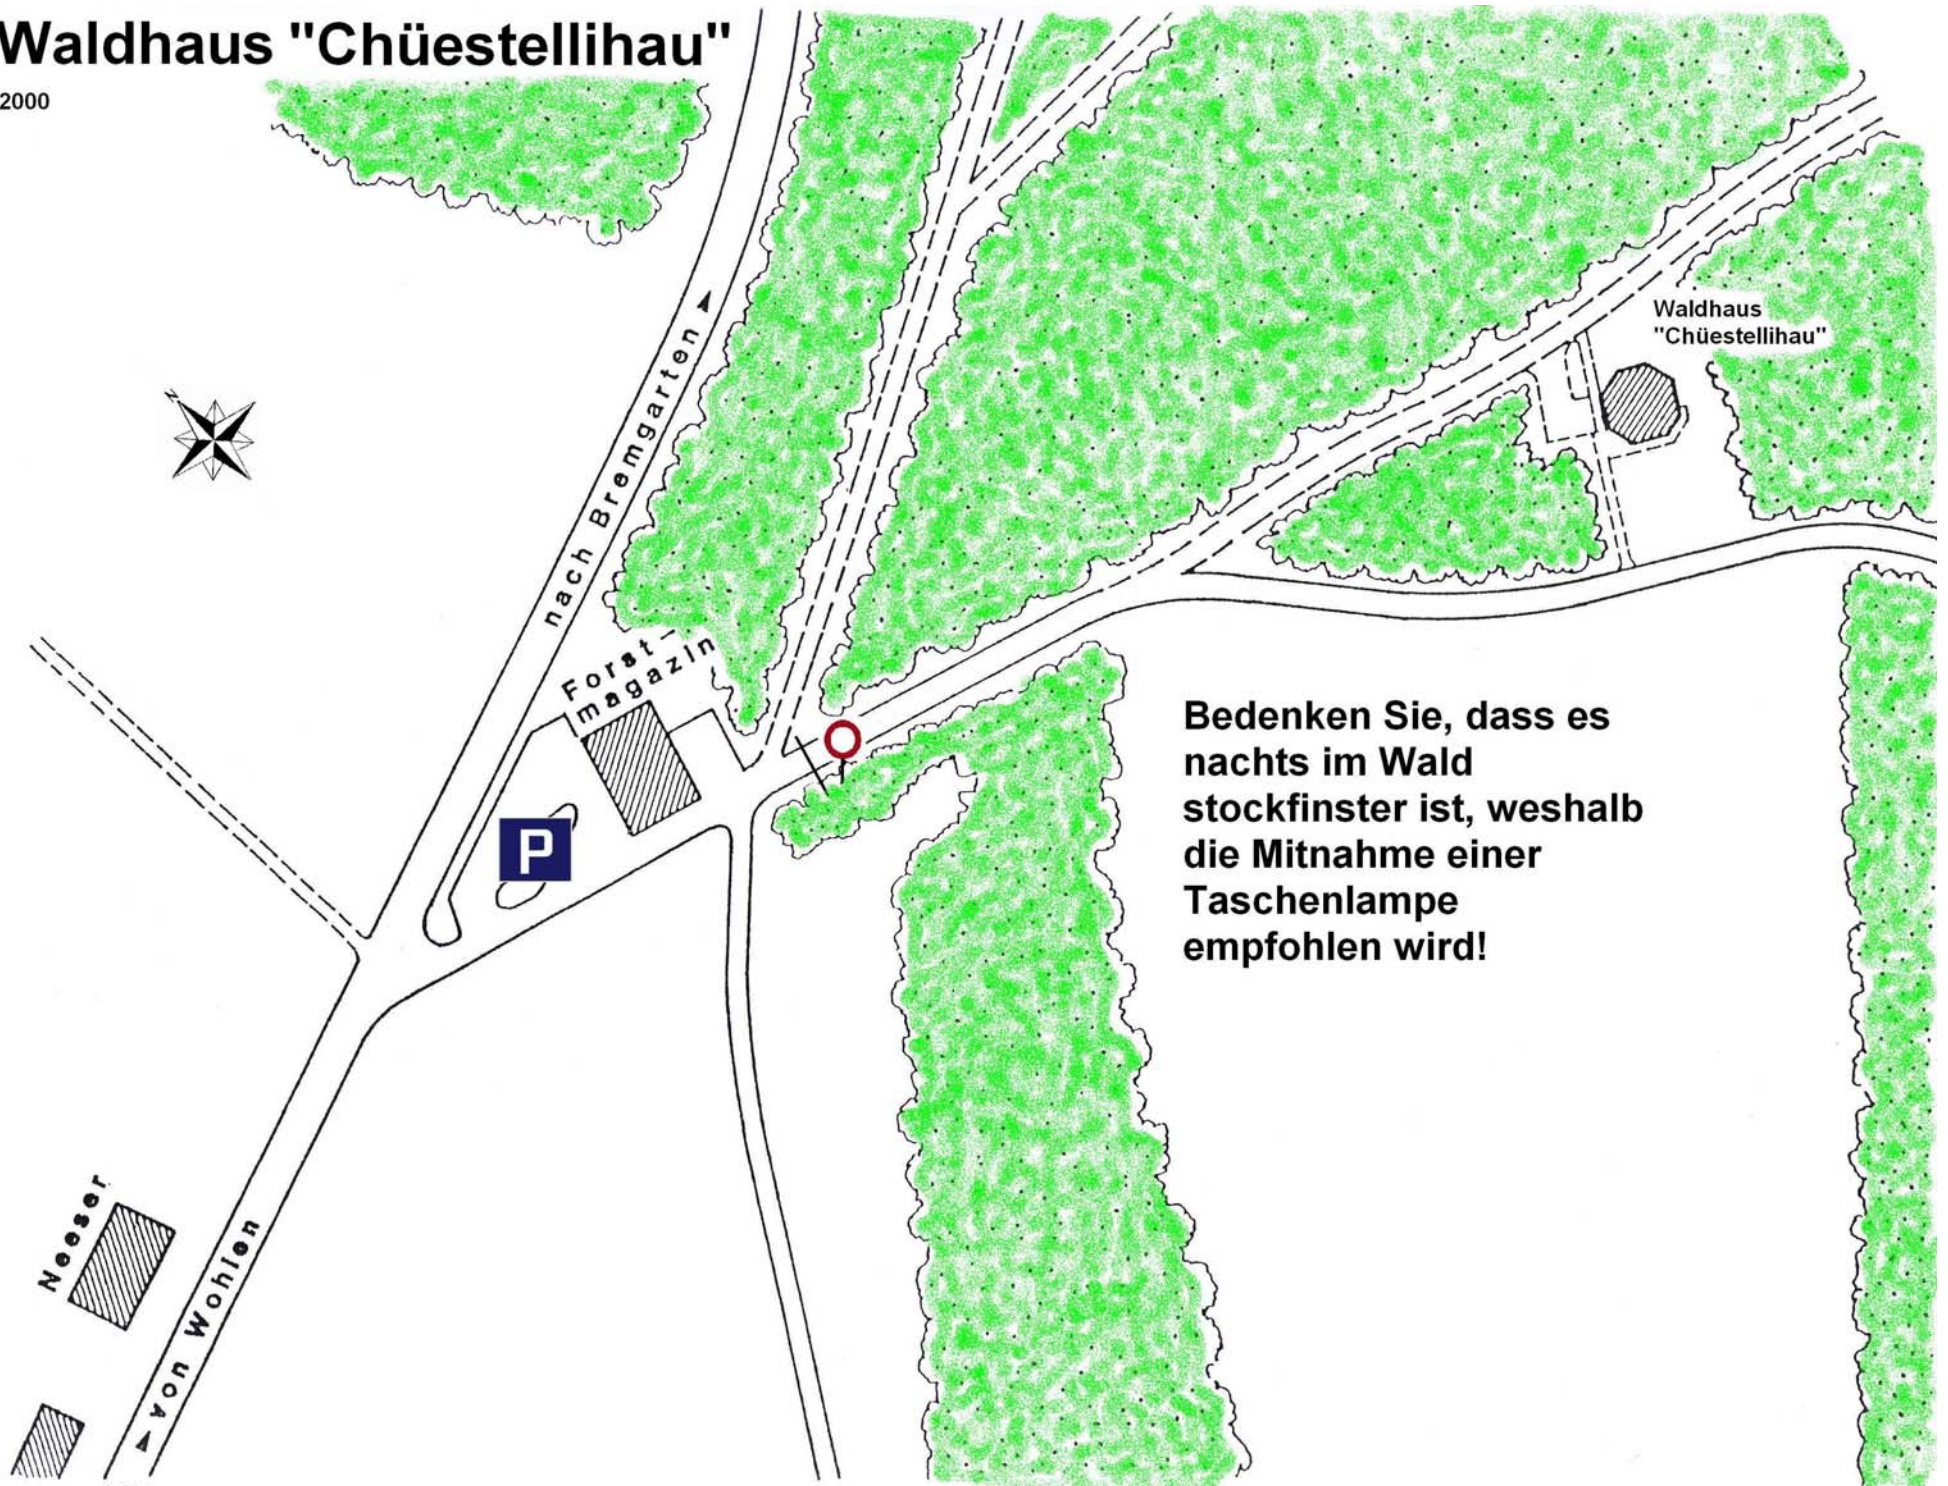 Waldhaus "Chüestellihau"
2000
N
nach Bremgarten
Waldhaus
"Chüestellihau"
Forst-
magazin
P
Bedenken Sie, dass es
nachts im Wald
stockfinster ist, weshalb
die Mitnahme einer
Taschenlampe
empfohlen wird!
Neeser
von Wohlen